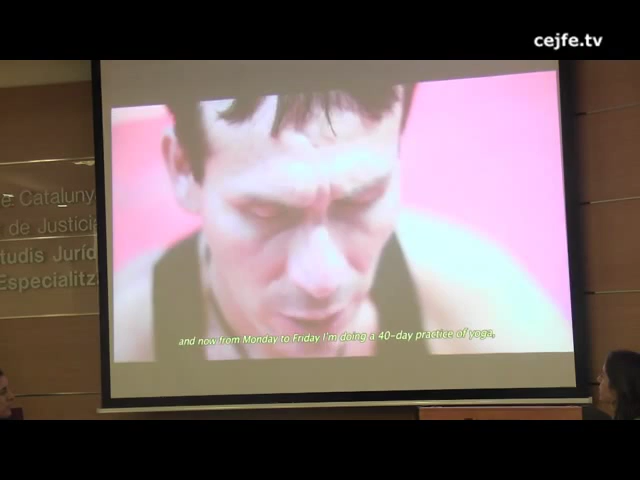 cejfe.tv
e Cataluny
de Justícia
tudis Juríd
Especialitz
and now from Monday to Friday I'm doing a 40-day practice of yoga,